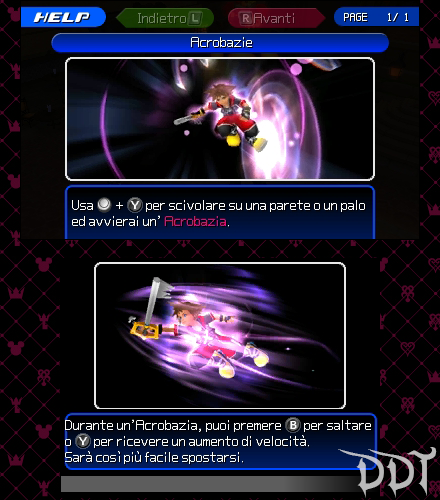 HELP Indietro L R Avanti PAGE 1/ 1
Acrobazie
Usa + Y per scivolare su una parete o un palo
ed avvierai un' Acrobazia.
Durante un'Acrobazia, puoi premere B per saltare
o Y per ricevere un aumento di velocità.
Sarà così più facile spostarsi.
DDT